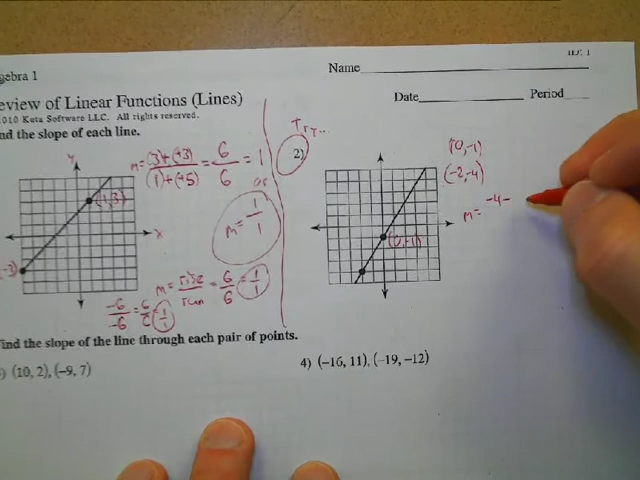 ebra 1
Name
eview of Linear Functions (Lines)
010 Kuta Software LLC. All rights reserved.
Date Period
nd the slope of each line.
Try...
2)
y
x
(1,3)
-3)
m= (3)+(+3) / (1)+(+5) = 6/6 = 1
or
m= 1/1
m= rise/run = 6/6 = 1/1
-6/-6 = 6/6 = 1/1
(0,-1)
(-2,-4)
m= -4-
(0,-1)
ind the slope of the line through each pair of points.
) (10, 2), (−9, 7)
4) (−16, 11), (−19, −12)